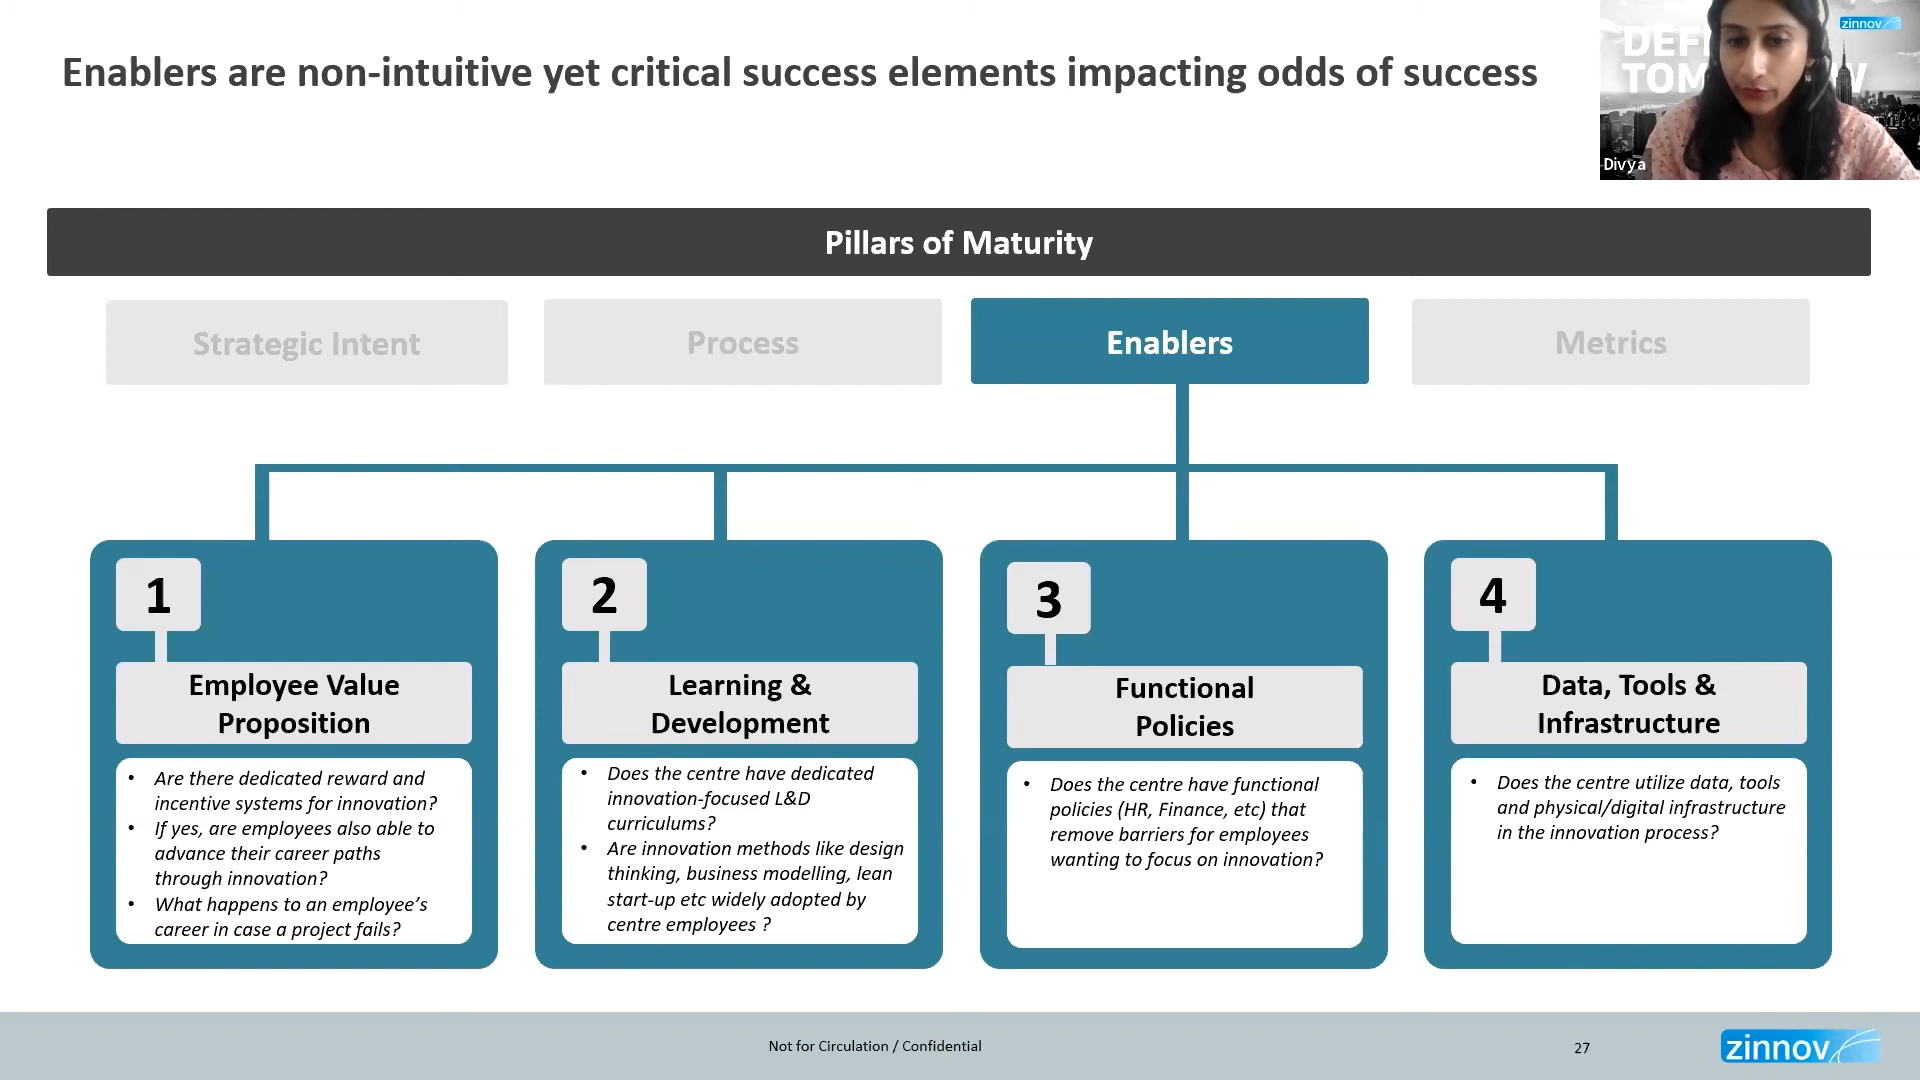 Enablers are non-intuitive yet critical success elements impacting odds of success
zinnov
Divya
Pillars of Maturity
Strategic Intent
Process
Enablers
Metrics
1
Employee Value
Proposition
• Are there dedicated reward and
incentive systems for innovation?
• If yes, are employees also able to
advance their career paths
through innovation?
• What happens to an employee’s
career in case a project fails?
2
Learning &
Development
• Does the centre have dedicated
innovation-focused L&D
curriculums?
• Are innovation methods like design
thinking, business modelling, lean
start-up etc widely adopted by
centre employees ?
3
Functional
Policies
• Does the centre have functional
policies (HR, Finance, etc) that
remove barriers for employees
wanting to focus on innovation?
4
Data, Tools &
Infrastructure
• Does the centre utilize data, tools
and physical/digital infrastructure
in the innovation process?
Not for Circulation / Confidential
27
zinnov